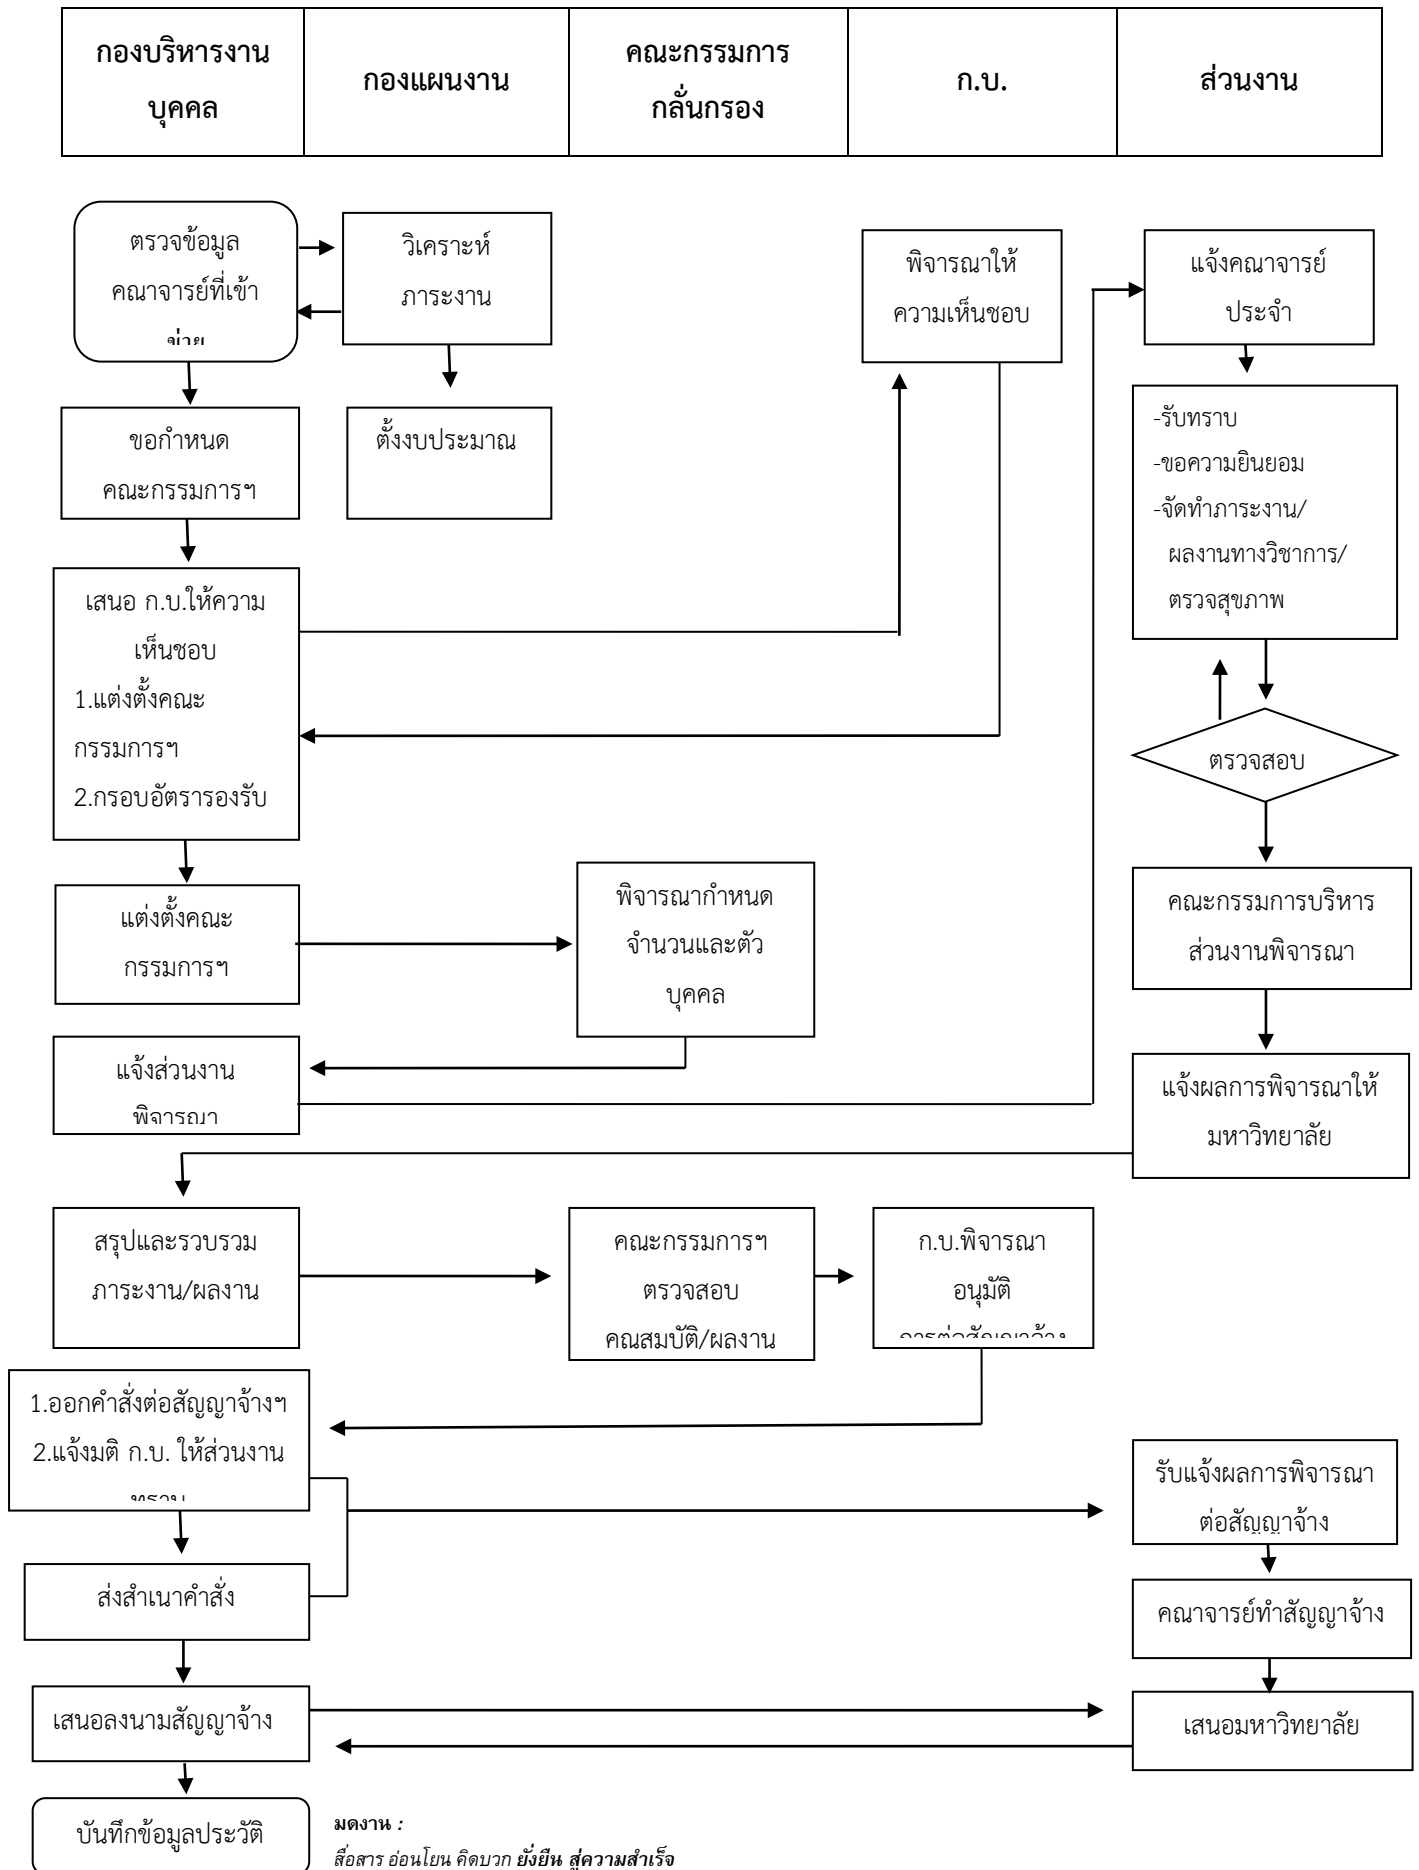 กองบริหารงาน
บุคคล
กองแผนงาน
คณะกรรมการ
กลั่นกรอง
ก.บ.
ส่วนงาน
ตรวจข้อมูล
คณาจารย์ที่เข้า
ข่าย
วิเคราะห์
ภาระงาน
พิจารณาให้
ความเห็นชอบ
แจ้งคณาจารย์
ประจำ
ขอกำหนด
คณะกรรมการฯ
ตั้งงบประมาณ
-รับทราบ
-ขอความยินยอม
-จัดทำภาระงาน/
ผลงานทางวิชาการ/
ตรวจสุขภาพ
เสนอ ก.บ.ให้ความ
เห็นชอบ
1.แต่งตั้งคณะ
กรรมการฯ
2.กรอบอัตรารองรับ
ตรวจสอบ
แต่งตั้งคณะ
กรรมการฯ
พิจารณากำหนด
จำนวนและตัว
บุคคล
คณะกรรมการบริหาร
ส่วนงานพิจารณา
แจ้งส่วนงาน
พิจารณา
แจ้งผลการพิจารณาให้
มหาวิทยาลัย
สรุปและรวบรวม
ภาระงาน/ผลงาน
คณะกรรมการฯ
ตรวจสอบ
คุณสมบัติ/ผลงาน
ก.บ.พิจารณา
อนุมัติ
การต่อสัญญาจ้าง
1.ออกคำสั่งต่อสัญญาจ้างฯ
2.แจ้งมติ ก.บ. ให้ส่วนงาน
ทราบ
รับแจ้งผลการพิจารณา
ต่อสัญญาจ้าง
ส่งสำเนาคำสั่ง
คณาจารย์ทำสัญญาจ้าง
เสนอลงนามสัญญาจ้าง
เสนอมหาวิทยาลัย
บันทึกข้อมูลประวัติ
มดงาน :
สื่อสาร อ่อนโยน คิดบวก ยั่งยืน สู่ความสำเร็จ